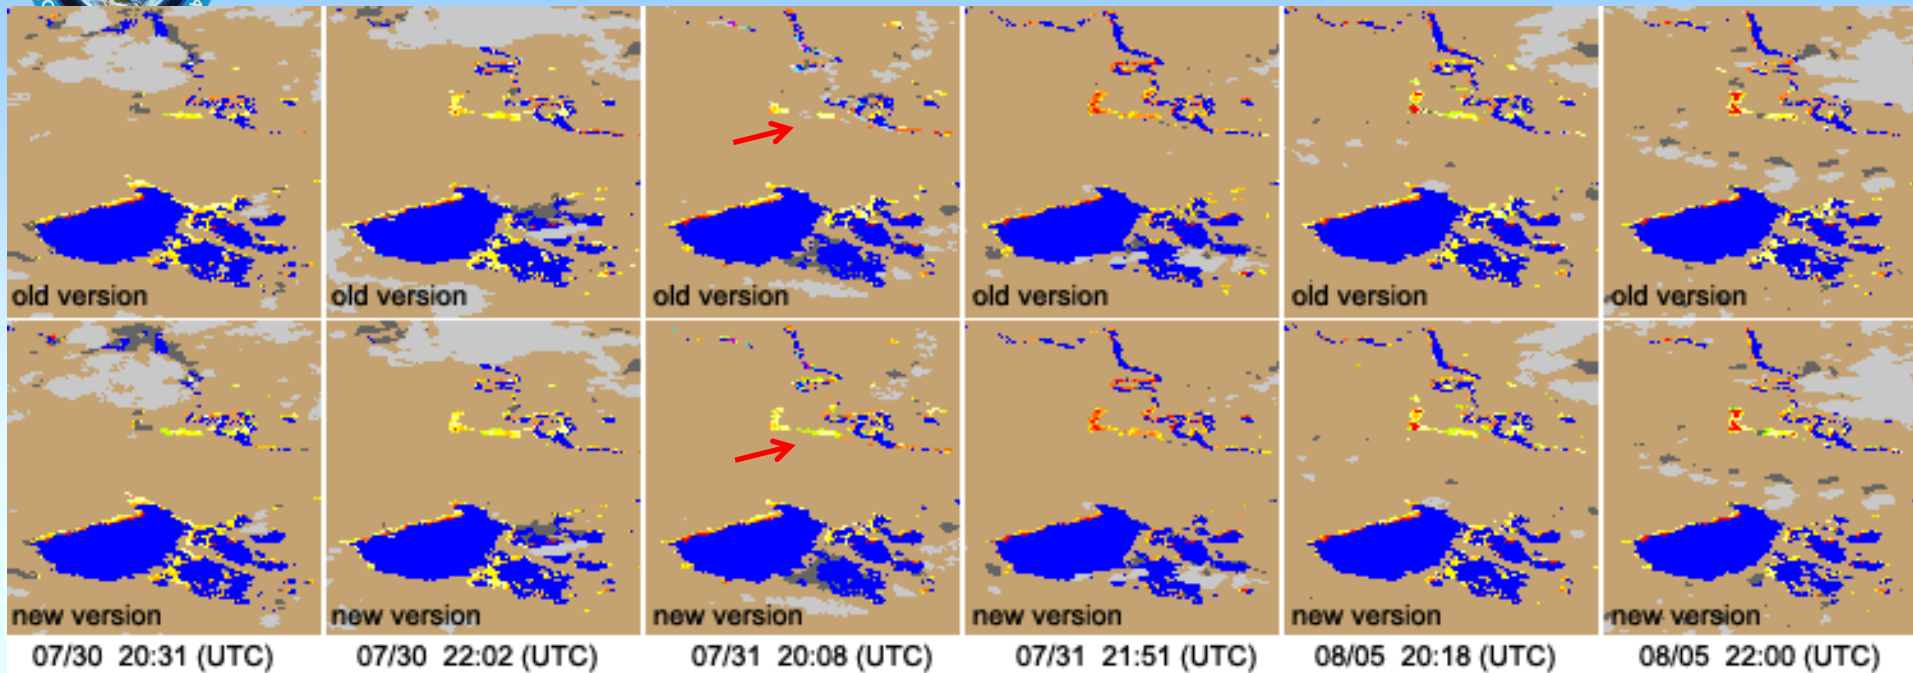 old version
old version
old version
old version
old version
old version
new version
new version
new version
new version
new version
new version
07/30 20:31 (UTC)
07/30 22:02 (UTC)
07/31 20:08 (UTC)
07/31 21:51 (UTC)
08/05 20:18 (UTC)
08/05 22:00 (UTC)